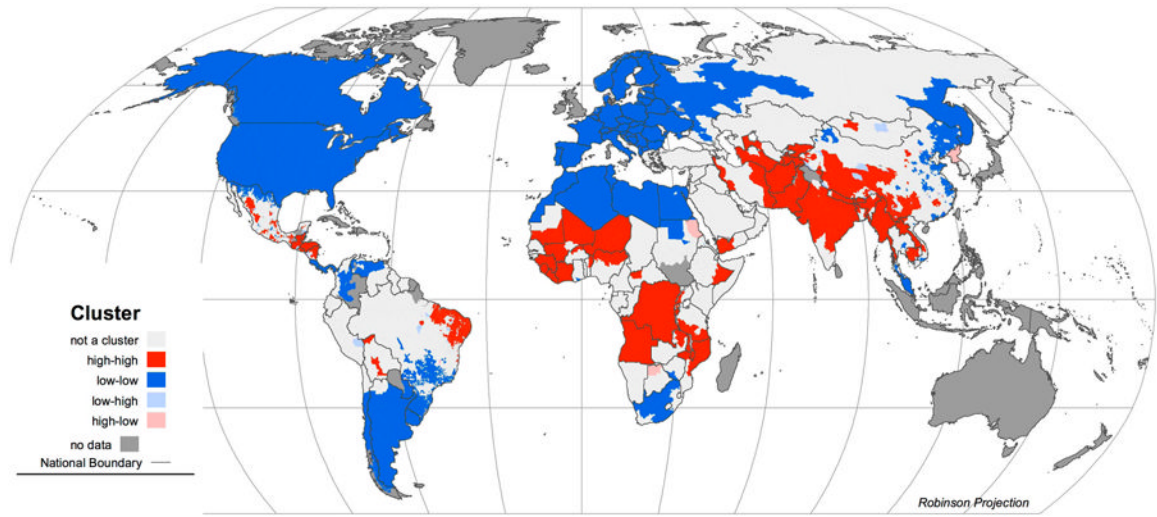 Cluster
not a cluster
high-high
low-low
low-high
high-low
no data
National Boundary
Robinson Projection